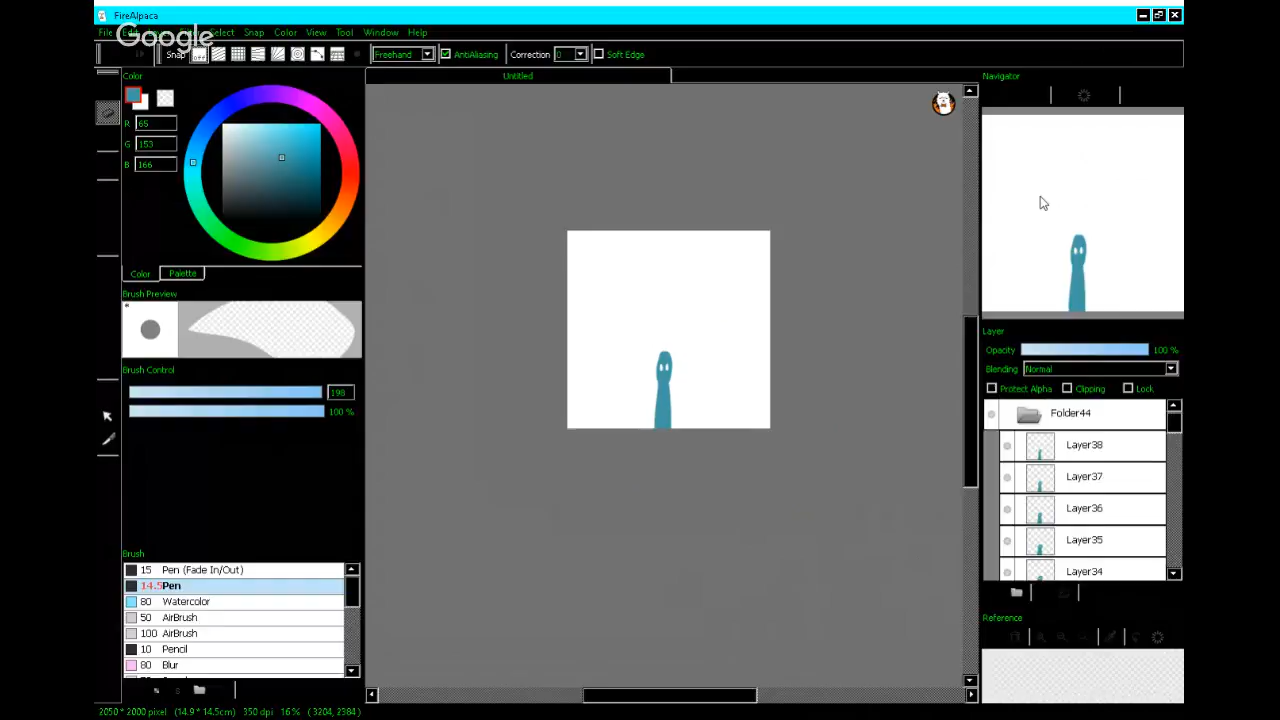 FireAlpaca
File Edit Layer Select Snap Color View Tool Window Help
Google
Snap OFF Freehand AntiAliasing Correction 0 Soft Edge
Color
Untitled
Navigator
R 65
G 153
B 166
Color Palette
Brush Preview
Brush Control
198
100 %
Layer
Opacity 100 %
Blending Normal
Protect Alpha Clipping Lock
Folder44
Layer38
Layer37
Layer36
Layer35
Layer34
Brush
15 Pen (Fade In/Out)
14.5 Pen
80 Watercolor
50 AirBrush
100 AirBrush
10 Pencil
80 Blur
Reference
2050 * 2000 pixel (14.9 * 14.5cm) 350 dpi 16 % ( 3204, 2384 )